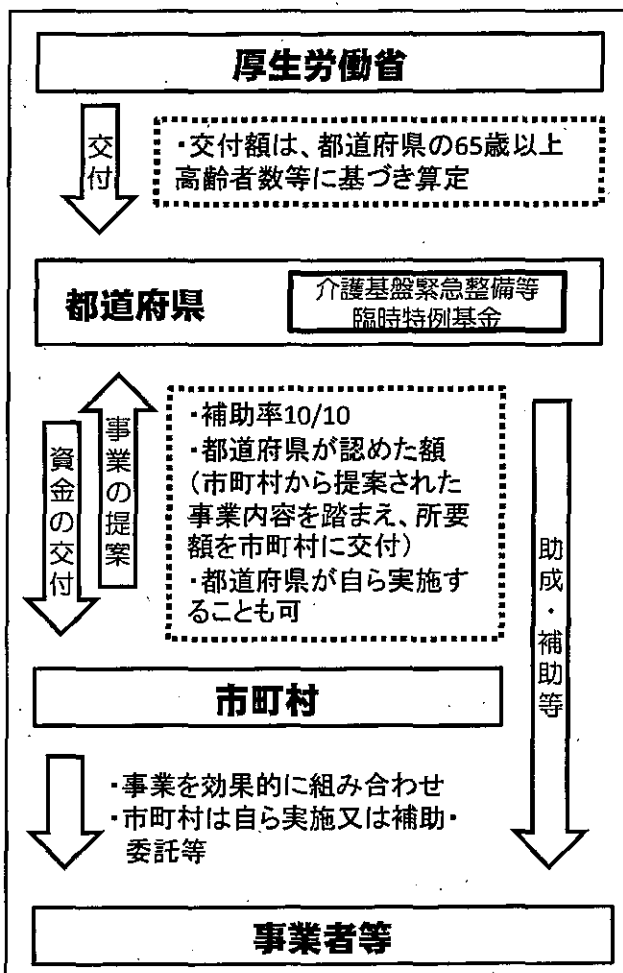 厚生労働省
交付
・交付額は、都道府県の65歳以上
高齢者数等に基づき算定
都道府県
介護基盤緊急整備等
臨時特例基金
資金の交付
事業の提案
・補助率10/10
・都道府県が認めた額
(市町村から提案された
事業内容を踏まえ、所要
額を市町村に交付)
・都道府県が自ら実施す
ることも可
助成・補助等
市町村
・事業を効果的に組み合わせ
・市町村は自ら実施又は補助・
委託等
事業者等